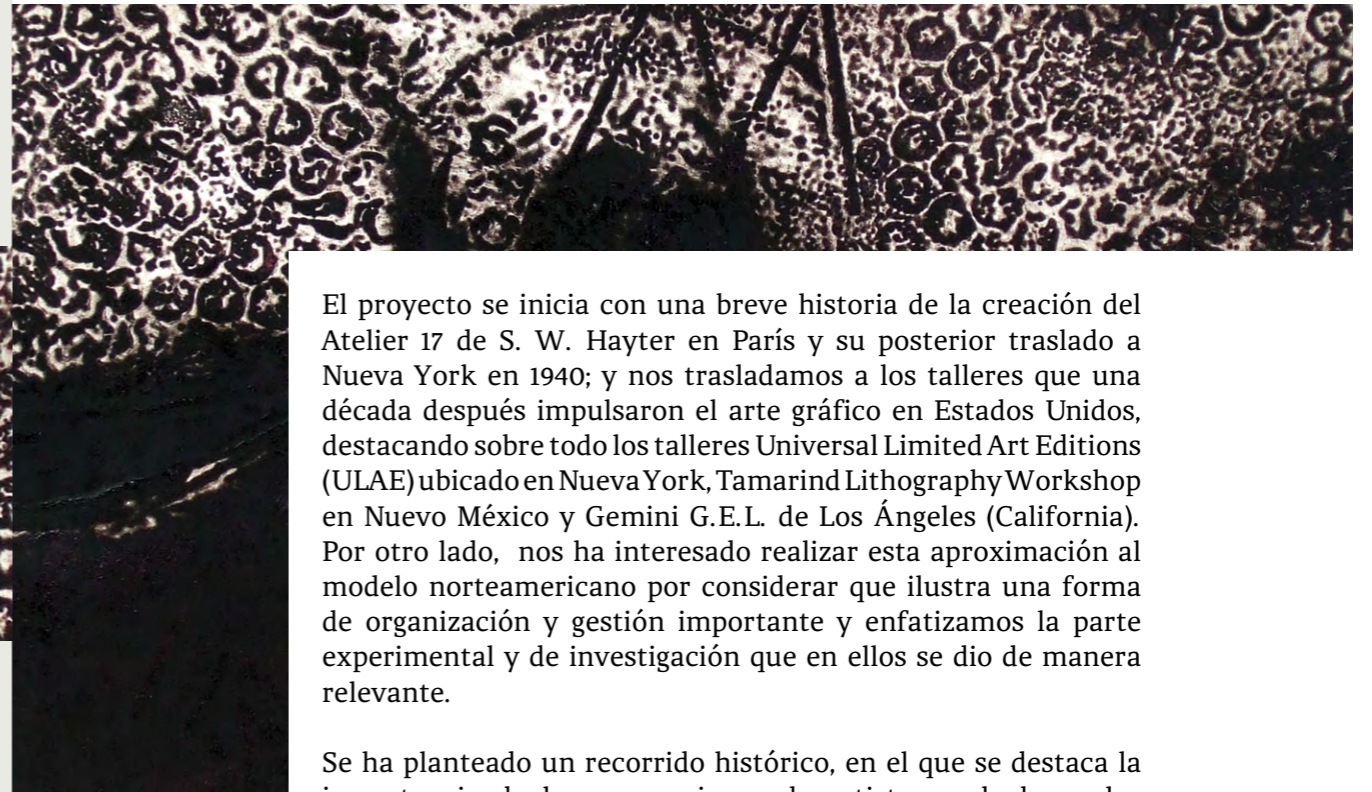 El proyecto se inicia con una breve historia de la creación del
Atelier 17 de S. W. Hayter en París y su posterior traslado a
Nueva York en 1940; y nos trasladamos a los talleres que una
década después impulsaron el arte gráfico en Estados Unidos,
destacando sobre todo los talleres Universal Limited Art Editions
(ULAE) ubicado en Nueva York, Tamarind Lithography Workshop
en Nuevo México y Gemini G.E.L. de Los Ángeles (California).
Por otro lado, nos ha interesado realizar esta aproximación al
modelo norteamericano por considerar que ilustra una forma
de organización y gestión importante y enfatizamos la parte
experimental y de investigación que en ellos se dio de manera
relevante.
Se ha planteado un recorrido histórico, en el que se destaca la